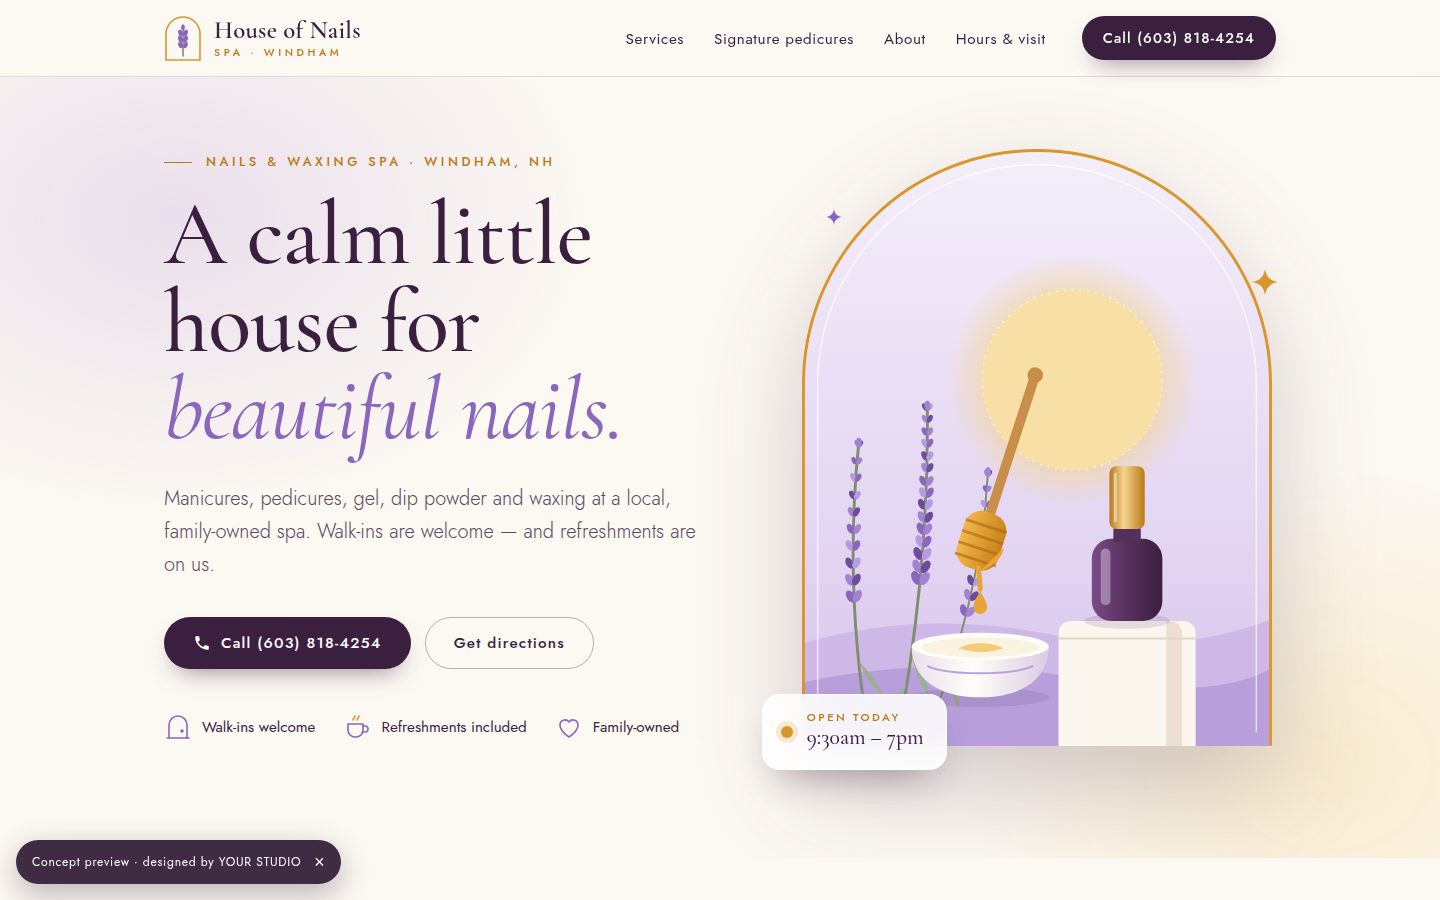 House of Nails
SPA · WINDHAM
Services
Signature pedicures
About
Hours & visit
Call (603) 818-4254
NAILS & WAXING SPA · WINDHAM, NH
A calm little
house for
beautiful nails.
Manicures, pedicures, gel, dip powder and waxing at a local,
family-owned spa. Walk-ins are welcome — and refreshments are
on us.
Call (603) 818-4254
Get directions
Walk-ins welcome
Refreshments included
Family-owned
OPEN TODAY
9:30am – 7pm
Concept preview · designed by YOUR STUDIO ×